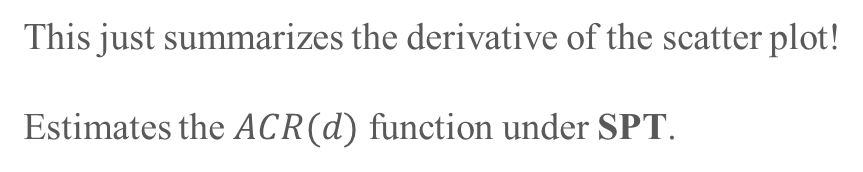 This just summarizes the derivative of the scatter plot!
Estimates the ACR(d) function under SPT.